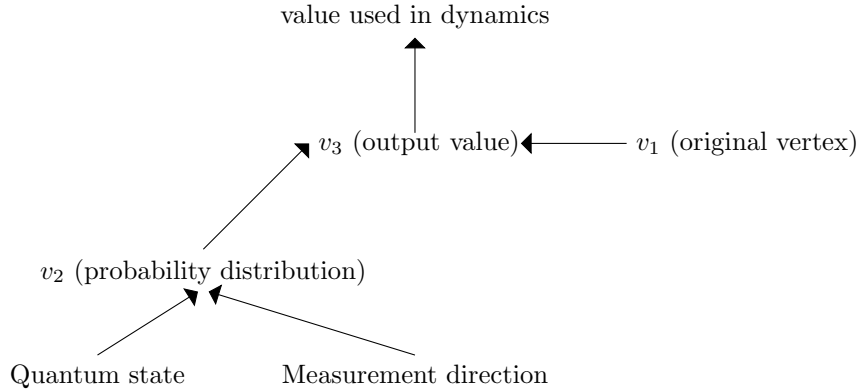 value used in dynamics
v₃ (output value)
v₁ (original vertex)
v₂ (probability distribution)
Quantum state
Measurement direction